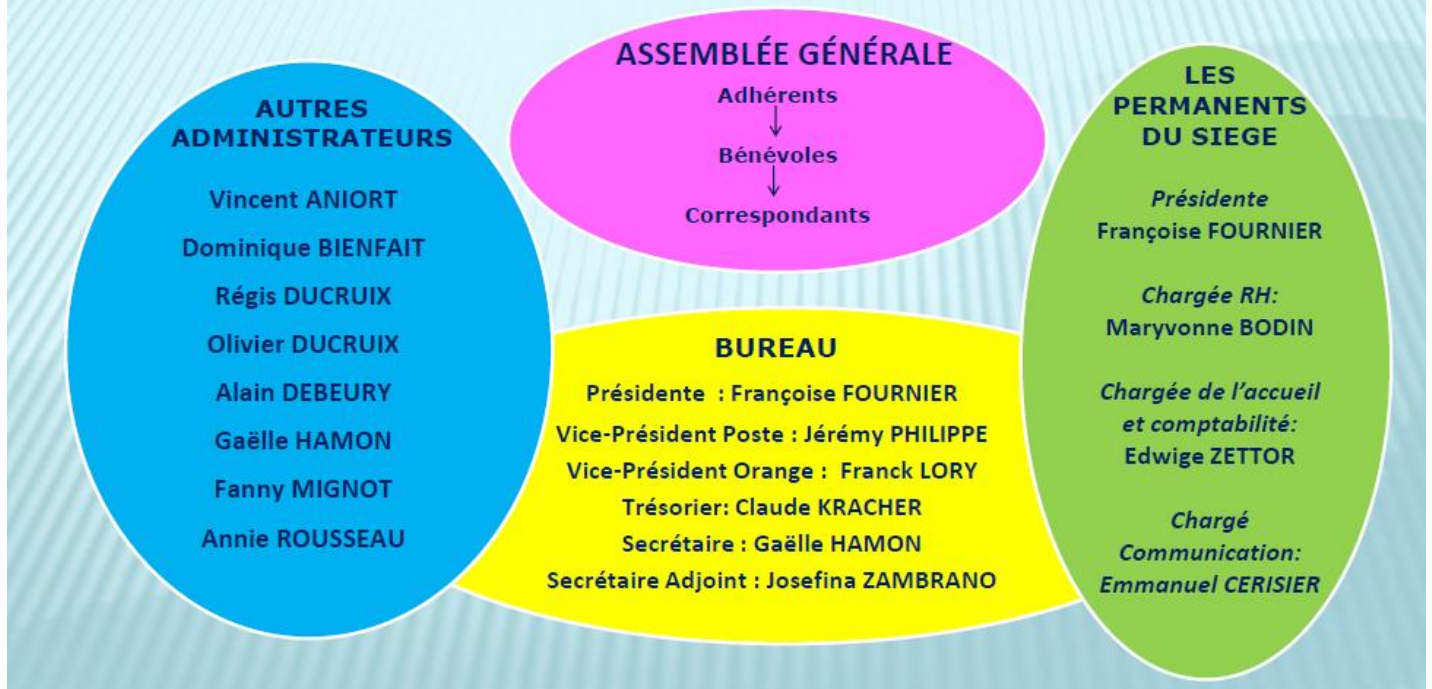 ASSEMBLÉE GÉNÉRALE
Adhérents
Bénévoles
Correspondants
AUTRES
ADMINISTRATEURS
Vincent ANIORT
Dominique BIENFAIT
Régis DUCRUIX
Olivier DUCRUIX
Alain DEBEURY
Gaëlle HAMON
Fanny MIGNOT
Annie ROUSSEAU
BUREAU
Présidente : Françoise FOURNIER
Vice-Président Poste : Jérémy PHILIPPE
Vice-Président Orange : Franck LORY
Trésorier: Claude KRACHER
Secrétaire : Gaëlle HAMON
Secrétaire Adjoint : Josefina ZAMBRANO
LES
PERMANENTS
DU SIEGE
Présidente
Françoise FOURNIER
Chargée RH:
Maryvonne BODIN
Chargée de l’accueil
et comptabilité:
Edwige ZETTOR
Chargé
Communication:
Emmanuel CERISIER